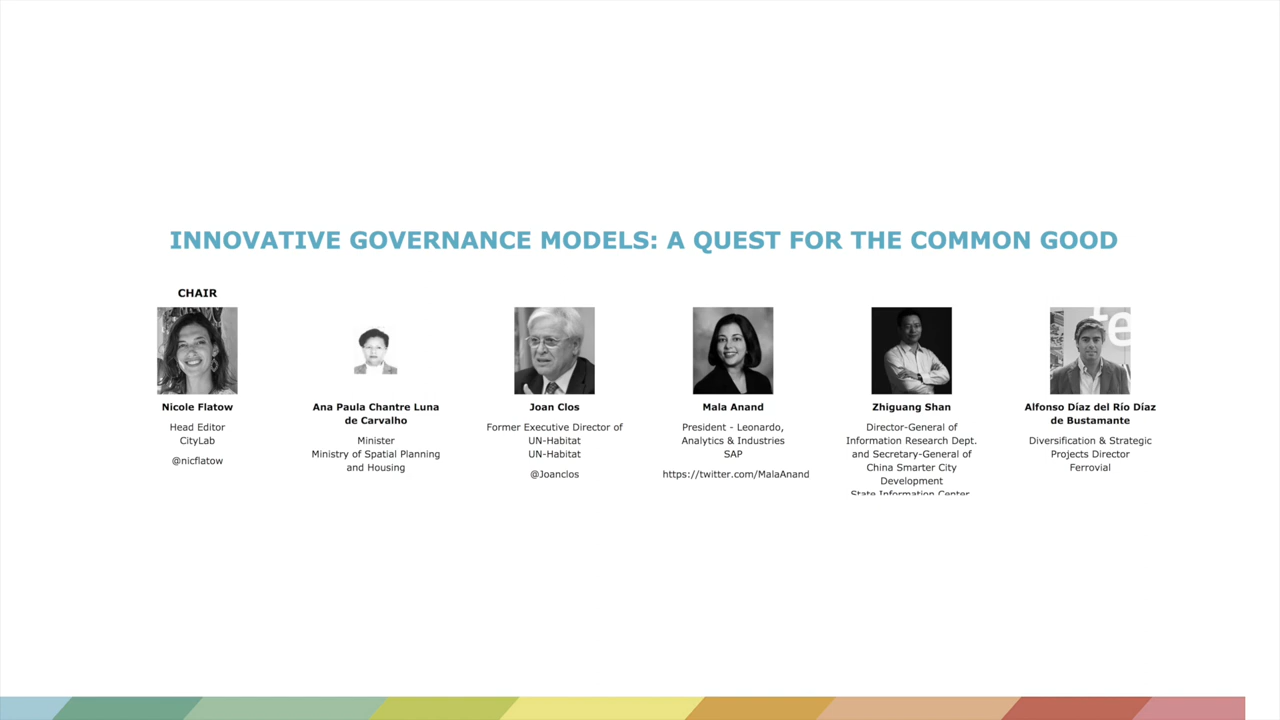 INNOVATIVE GOVERNANCE MODELS: A QUEST FOR THE COMMON GOOD
CHAIR
Nicole Flatow
Head Editor
CityLab
@nicflatow
Ana Paula Chantre Luna
de Carvalho
Minister
Ministry of Spatial Planning
and Housing
Joan Clos
Former Executive Director of
UN-Habitat
UN-Habitat
@Joanclos
Mala Anand
President - Leonardo,
Analytics & Industries
SAP
https://twitter.com/MalaAnand
Zhiguang Shan
Director-General of
Information Research Dept.
and Secretary-General of
China Smarter City
Development
State Information Center
fe
Alfonso Díaz del Río Díaz
de Bustamante
Diversification & Strategic
Projects Director
Ferrovial